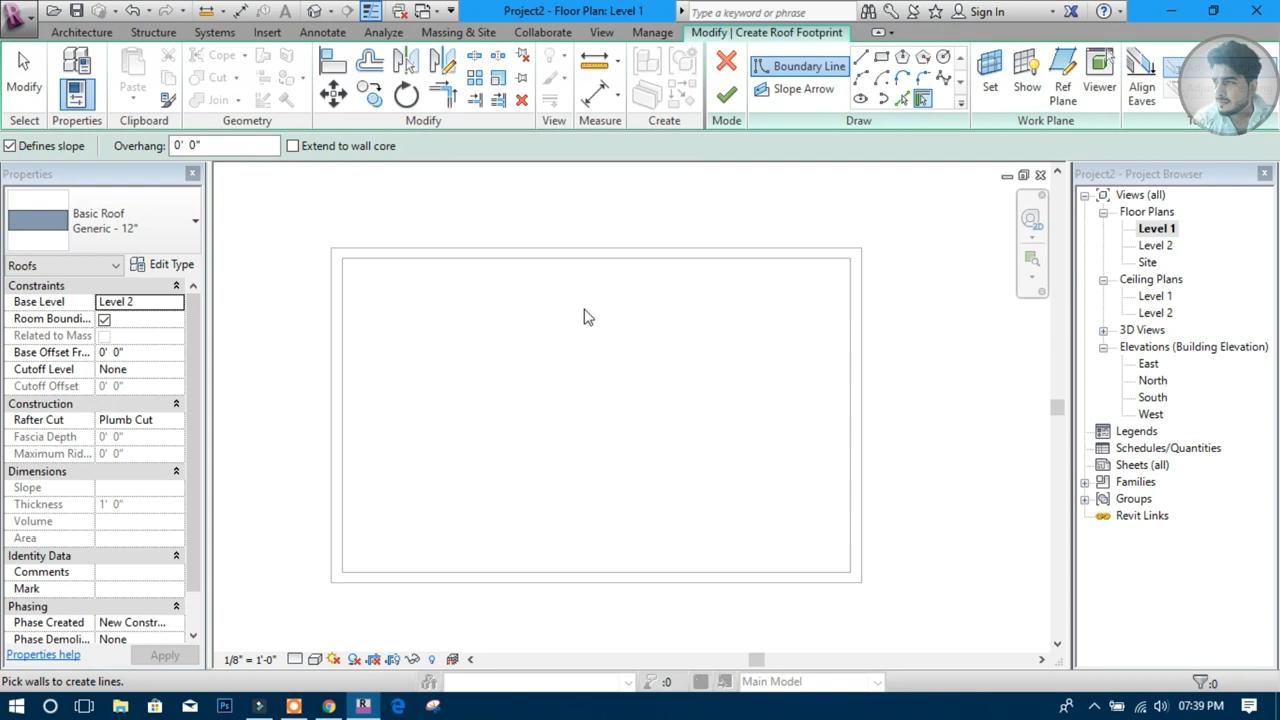 Project2 - Floor Plan: Level 1
Type a keyword or phrase
Sign In
Architecture
Structure
Systems
Insert
Annotate
Analyze
Massing & Site
Collaborate
View
Manage
Modify | Create Roof Footprint
Modify
Select
Properties
Paste
Cope
Cut
Join
Clipboard
Geometry
Modify
View
Measure
Create
Mode
Boundary Line
Slope Arrow
Draw
Set
Show
Ref
Plane
Viewer
Work Plane
Align
Eaves
Defines slope
Overhang:
0' 0"
Extend to wall core
Properties
Basic Roof
Generic - 12"
Roofs
Edit Type
Constraints
Base Level Level 2
Room Boundi...
Related to Mass
Base Offset Fr... 0' 0"
Cutoff Level None
Cutoff Offset 0' 0"
Construction
Rafter Cut Plumb Cut
Fascia Depth 0' 0"
Maximum Rid... 0' 0"
Dimensions
Slope
Thickness 1' 0"
Volume
Area
Identity Data
Comments
Mark
Phasing
Phase Created New Constr...
Phase Demoli... None
Properties help
Apply
2D
Project2 - Project Browser
Views (all)
Floor Plans
Level 1
Level 2
Site
Ceiling Plans
Level 1
Level 2
3D Views
Elevations (Building Elevation)
East
North
South
West
Legends
Schedules/Quantities
Sheets (all)
Families
Groups
Revit Links
1/8" = 1'-0"
Pick walls to create lines.
:0
Main Model
:0
07:39 PM